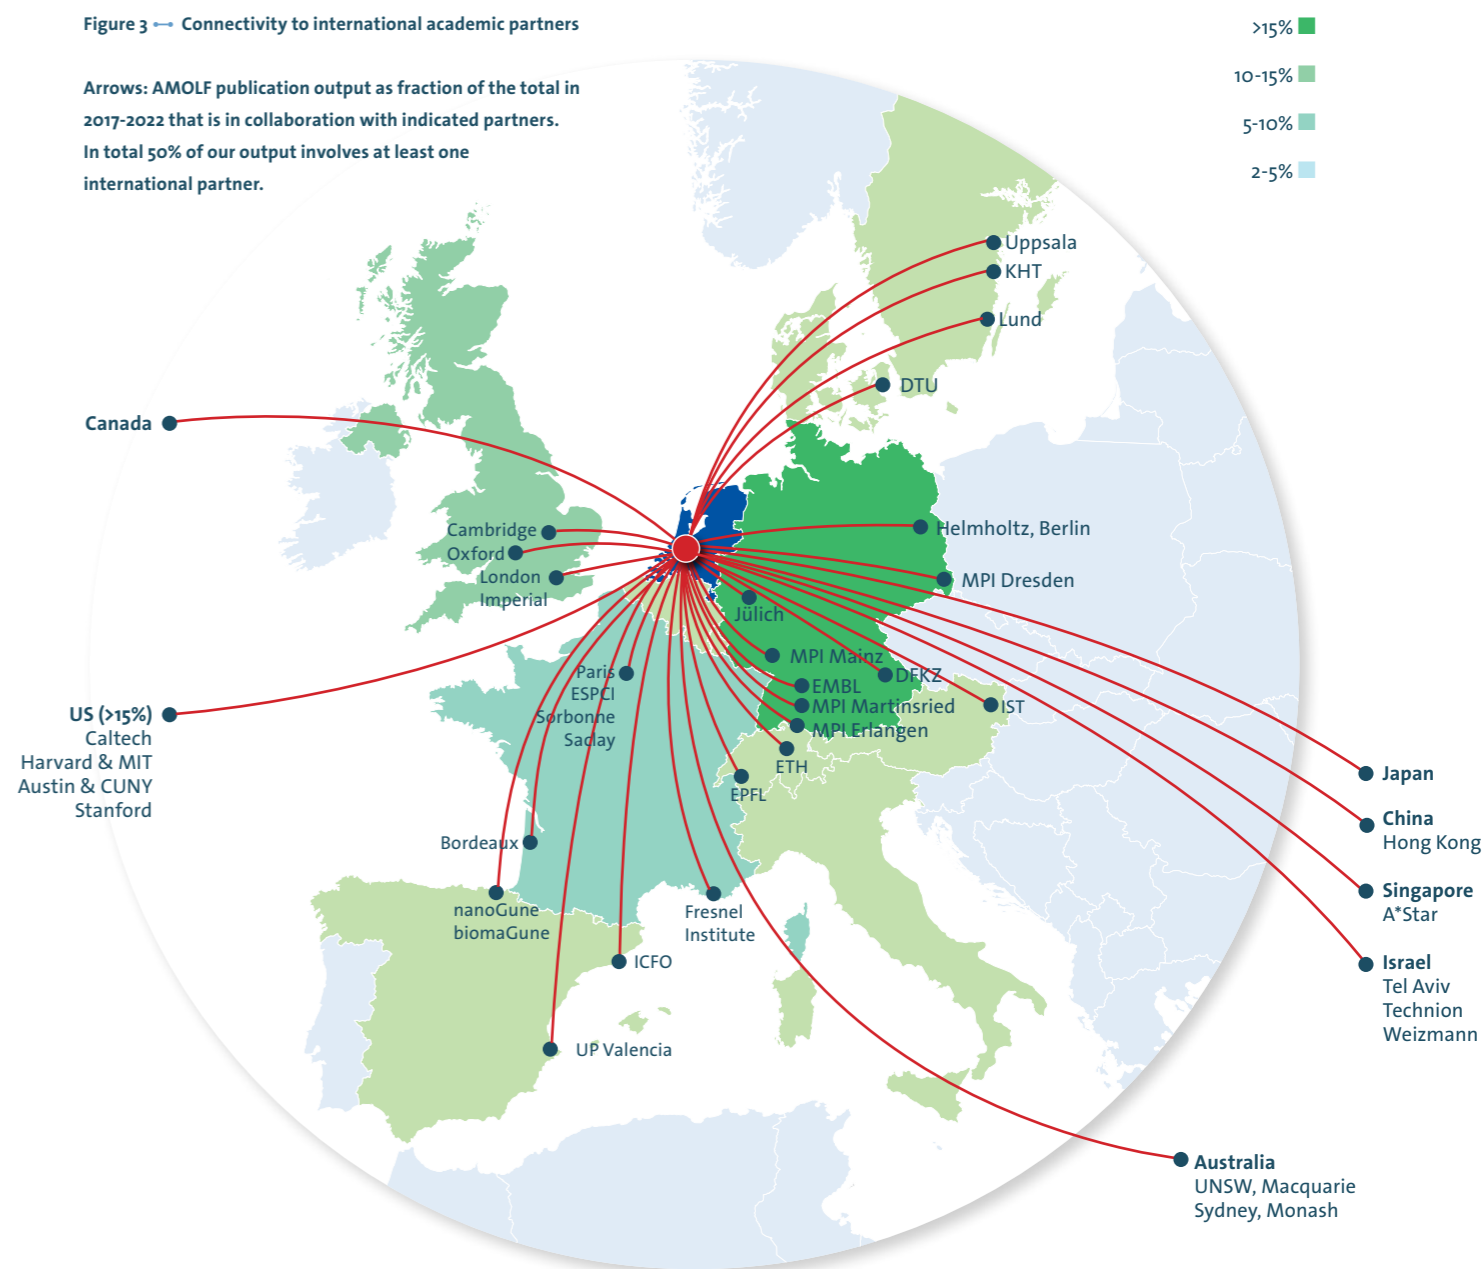 Figure 3 Connectivity to international academic partners
Arrows: AMOLF publication output as fraction of the total in
2017-2022 that is in collaboration with indicated partners.
In total 50% of our output involves at least one
international partner.
>15%
10-15%
5-10%
2-5%
Uppsala
KHT
Lund
DTU
Canada
Cambridge
Oxford
London
Imperial
Helmholtz, Berlin
MPI Dresden
Jülich
MPI Mainz
DFKZ
EMBL
MPI Martinsried
MPI Erlangen
IST
ETH
EPFL
Paris
ESPCI
Sorbonne
Saclay
US (>15%)
Caltech
Harvard & MIT
Austin & CUNY
Stanford
Bordeaux
nanoGune
biomaGune
Fresnel
Institute
ICFO
UP Valencia
Japan
China
Hong Kong
Singapore
A*Star
Israel
Tel Aviv
Technion
Weizmann
Australia
UNSW, Macquarie
Sydney, Monash